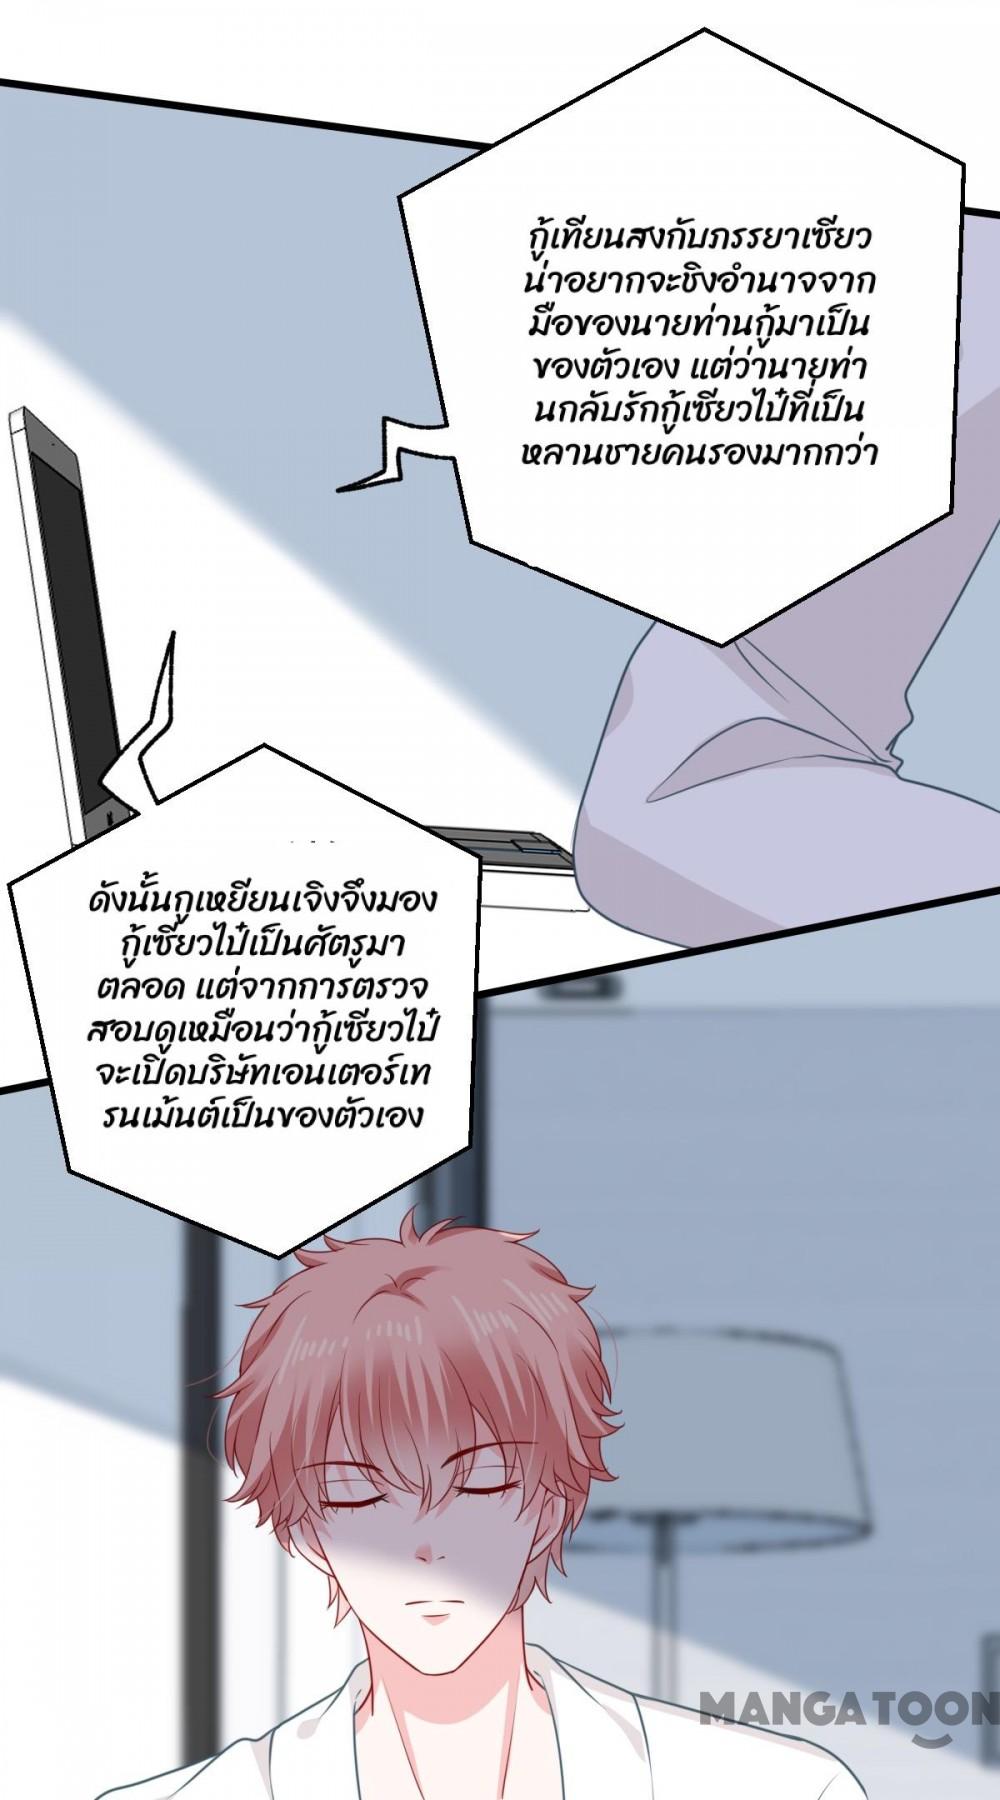 กู้เทียนสงกับภรรยาเซียว
น่าอยากจะชิงอำนาจจาก
มือของนายท่านกู้มาเป็น
ของตัวเอง แต่ว่านายท่า
นกลับรักกู้เซียวไป๋ที่เป็น
หลานชายคนรองมากกว่า
ดังนั้นกูเหยียนเจิงจึงมอง
กู้เซียวไป๋เป็นศัตรูมา
ตลอด แต่จากการตรวจ
สอบดูเหมือนว่ากู้เซียวไป๋
จะเปิดบริษัทเอนเตอร์เท
รนเม้นต์เป็นของตัวเอง
MANGATOON